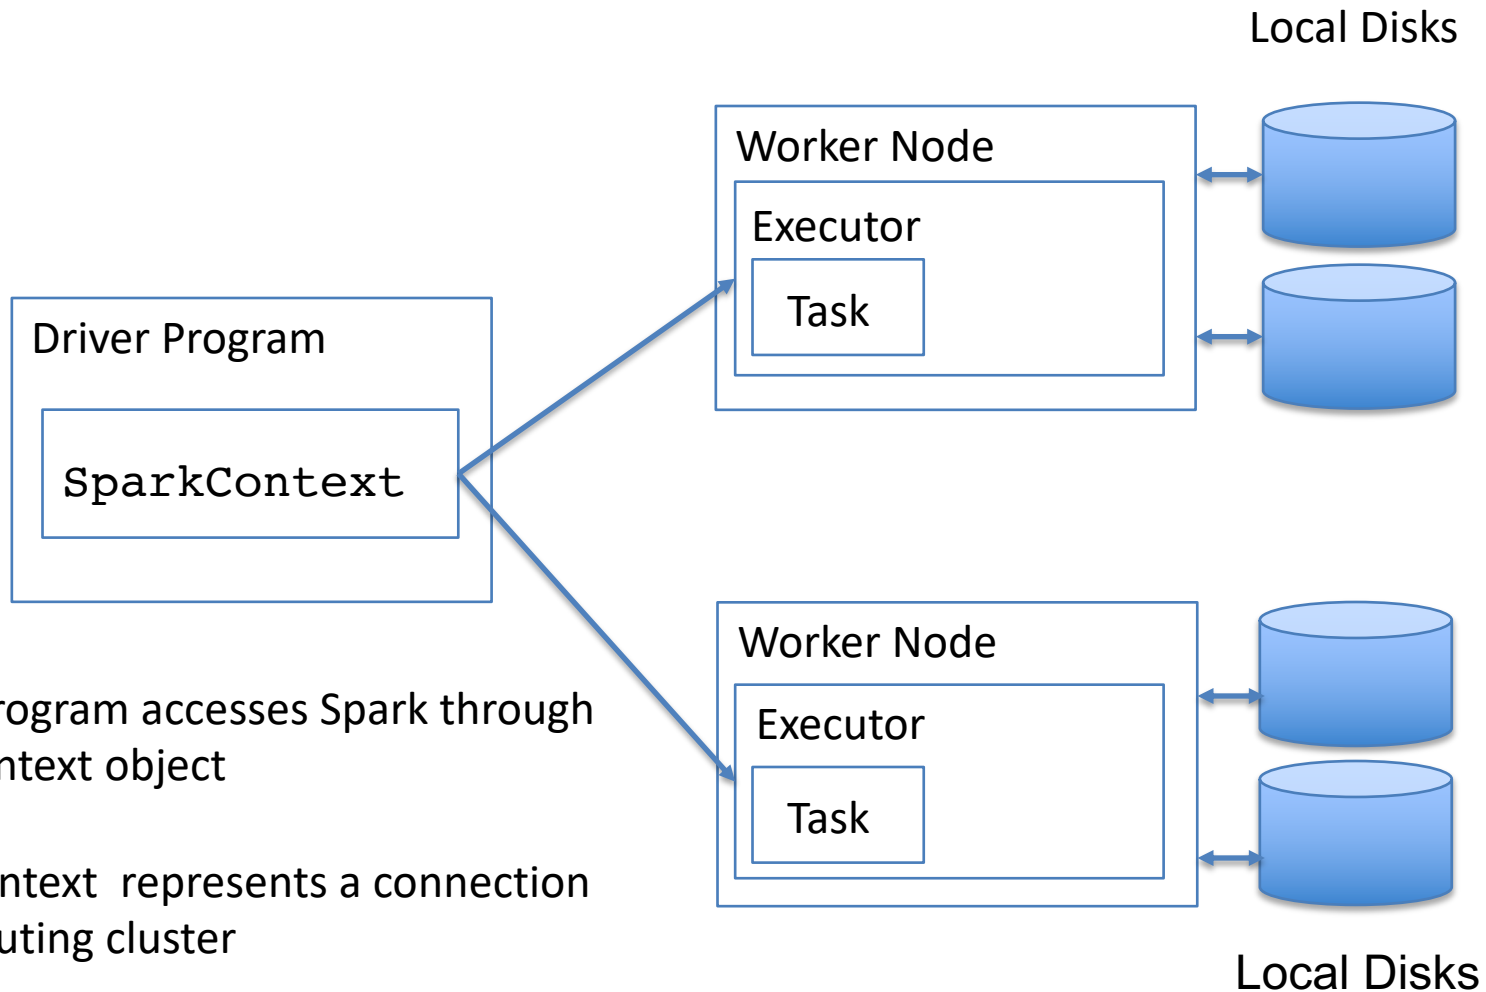 Local Disks
Worker Node
Executor
Task
Driver Program
SparkContext
Worker Node
Executor
Task
rogram accesses Spark through
ntext object
ntext represents a connection
uting cluster
Local Disks